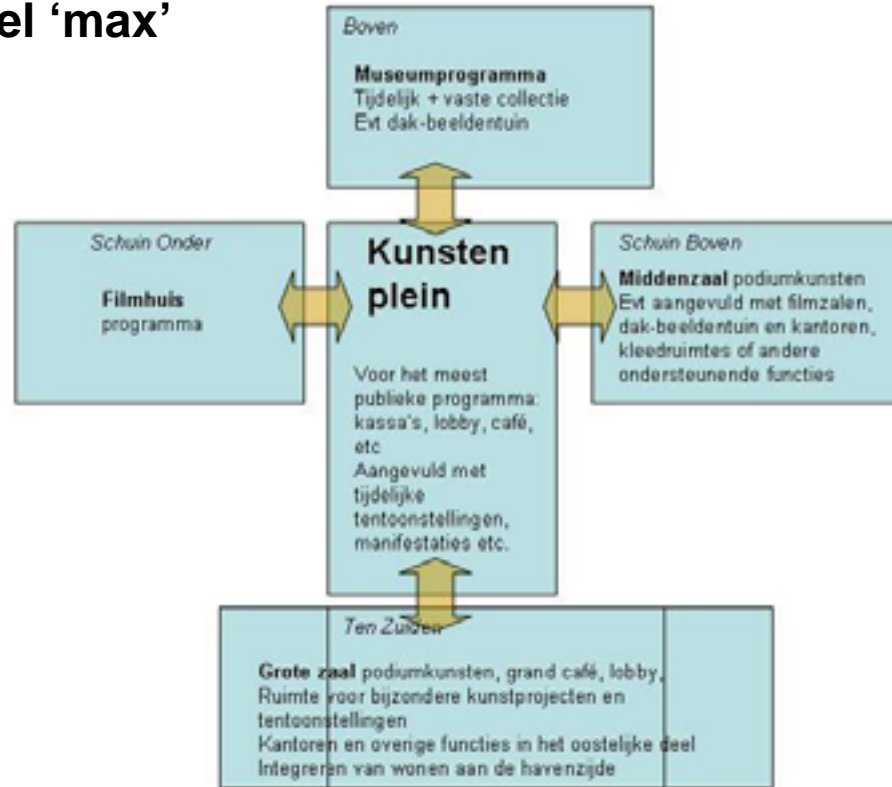 el ‘max’
Boven
Museumprogramma
Tijdelijk + vaste collectie
Evt dak-beeldentuin
Schuin Onder
Filmhuis
programma
Kunsten
plein
Voor het meest
publieke programma:
kassa's, lobby, café,
etc
Aangevuld met
tijdelijke
tentoonstellingen,
manifestaties etc.
Schuin Boven
Middenzaal podiumkunsten
Evt aangevuld met filmzalen,
dak-beeldentuin en kantoren,
kleedruimtes of andere
ondersteunende functies
Ten Zuiden
Grote zaal podiumkunsten, grand café, lobby,
Ruimte voor bijzondere kunstprojecten en
tentoonstellingen
Kantoren en overige functies in het oostelijke deel
Integreren van wonen aan de havenzijde